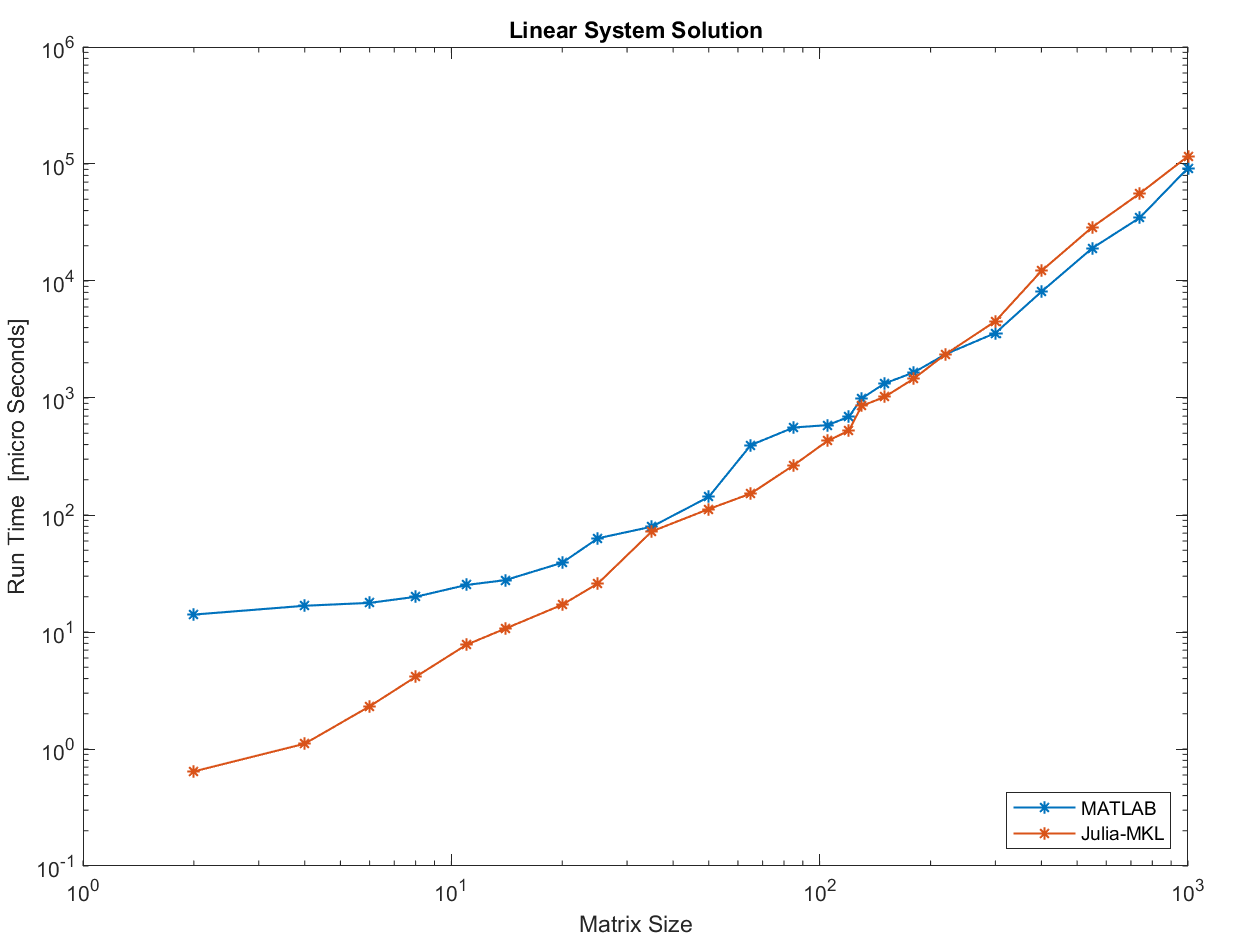 Linear System Solution
10^6
10^5
10^4
10^3
10^2
10^1
10^0
10^-1
Run Time [micro Seconds]
10^0 10^1 10^2 10^3
Matrix Size
MATLAB
Julia-MKL